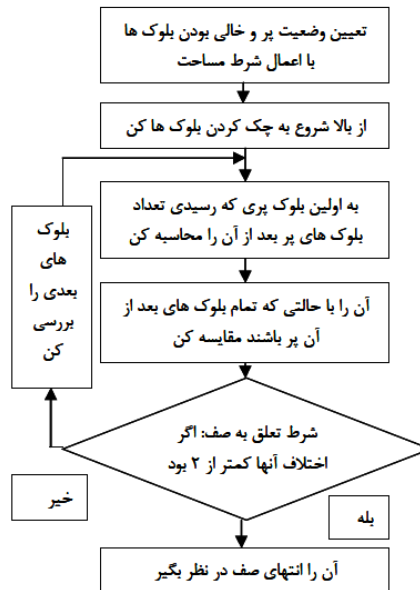 تعیین وضعیت پر و خالی بودن بلوک ها
با اعمال شرط مساحت
از بالا شروع به چک کردن بلوک ها کن
به اولین بلوک پری که رسیدی تعداد
بلوک های پر بعد از آن را محاسبه کن
آن را با حالتی که تمام بلوک های بعد از
آن پر باشند مقایسه کن
بلوک
های
بعدی را
بررسی
کن
شرط تعلق به صف: اگر
اختلاف آنها کمتر از ۲ بود
خیر
بله
آن را انتهای صف در نظر بگیر